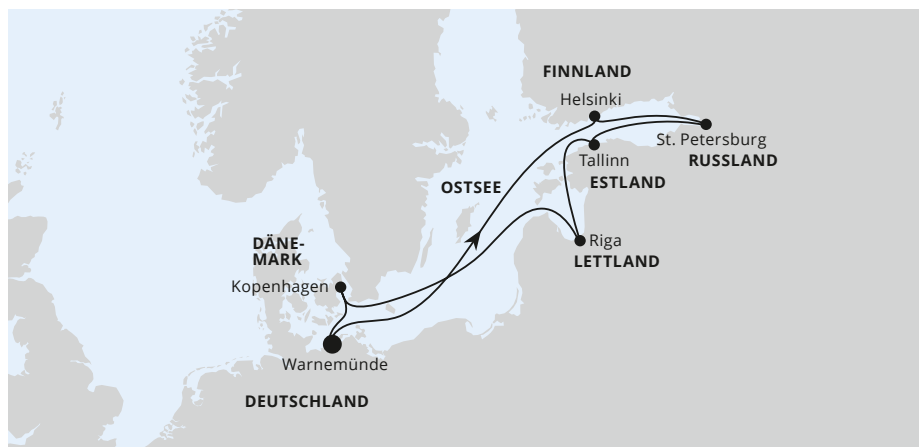 FINNLAND
Helsinki
St. Petersburg
RUSSLAND
Tallinn
ESTLAND
OSTSEE
Riga
LETTLAND
DÄNE-
MARK
Kopenhagen
Warnemünde
DEUTSCHLAND